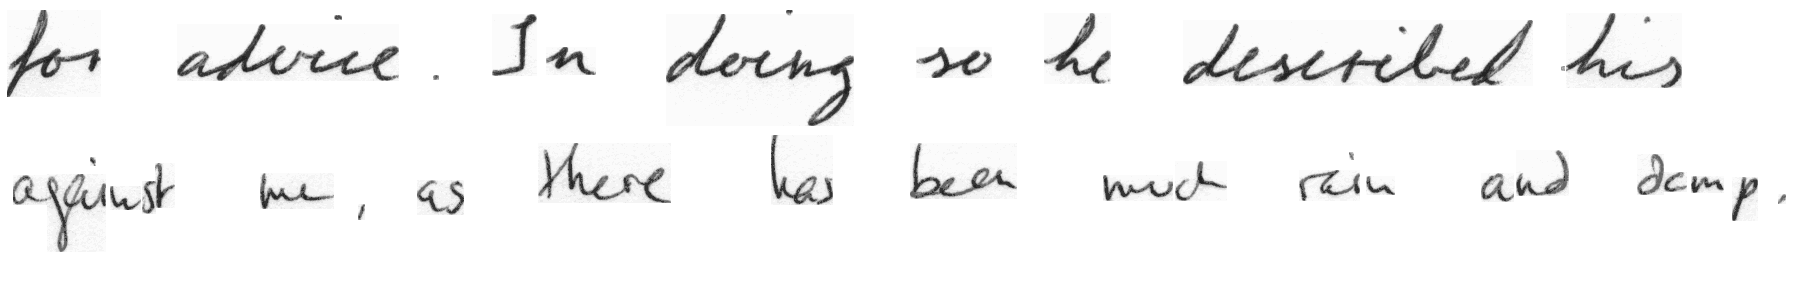 for advice. In doing so he described his
against me, as there has been much rain and damp.